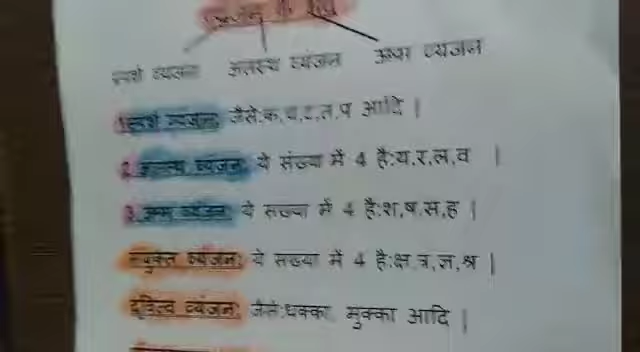 व्यंजन के भेद
स्पर्श व्यंजन अंतस्थ व्यंजन ऊष्म व्यंजन
1. स्पर्श व्यंजन: जैसे:क,च,ट,त,प आदि |
2. अंतस्थ व्यंजन: ये संख्या में 4 है:य,र,ल,व |
3. ऊष्म व्यंजन: ये संख्या में 4 है:श,ष,स,ह |
संयुक्त व्यंजन: ये संख्या में 4 है:क्ष,त्र,ज्ञ,श्र |
द्वित्व व्यंजन: जैसे:धक्का, मुक्का आदि |